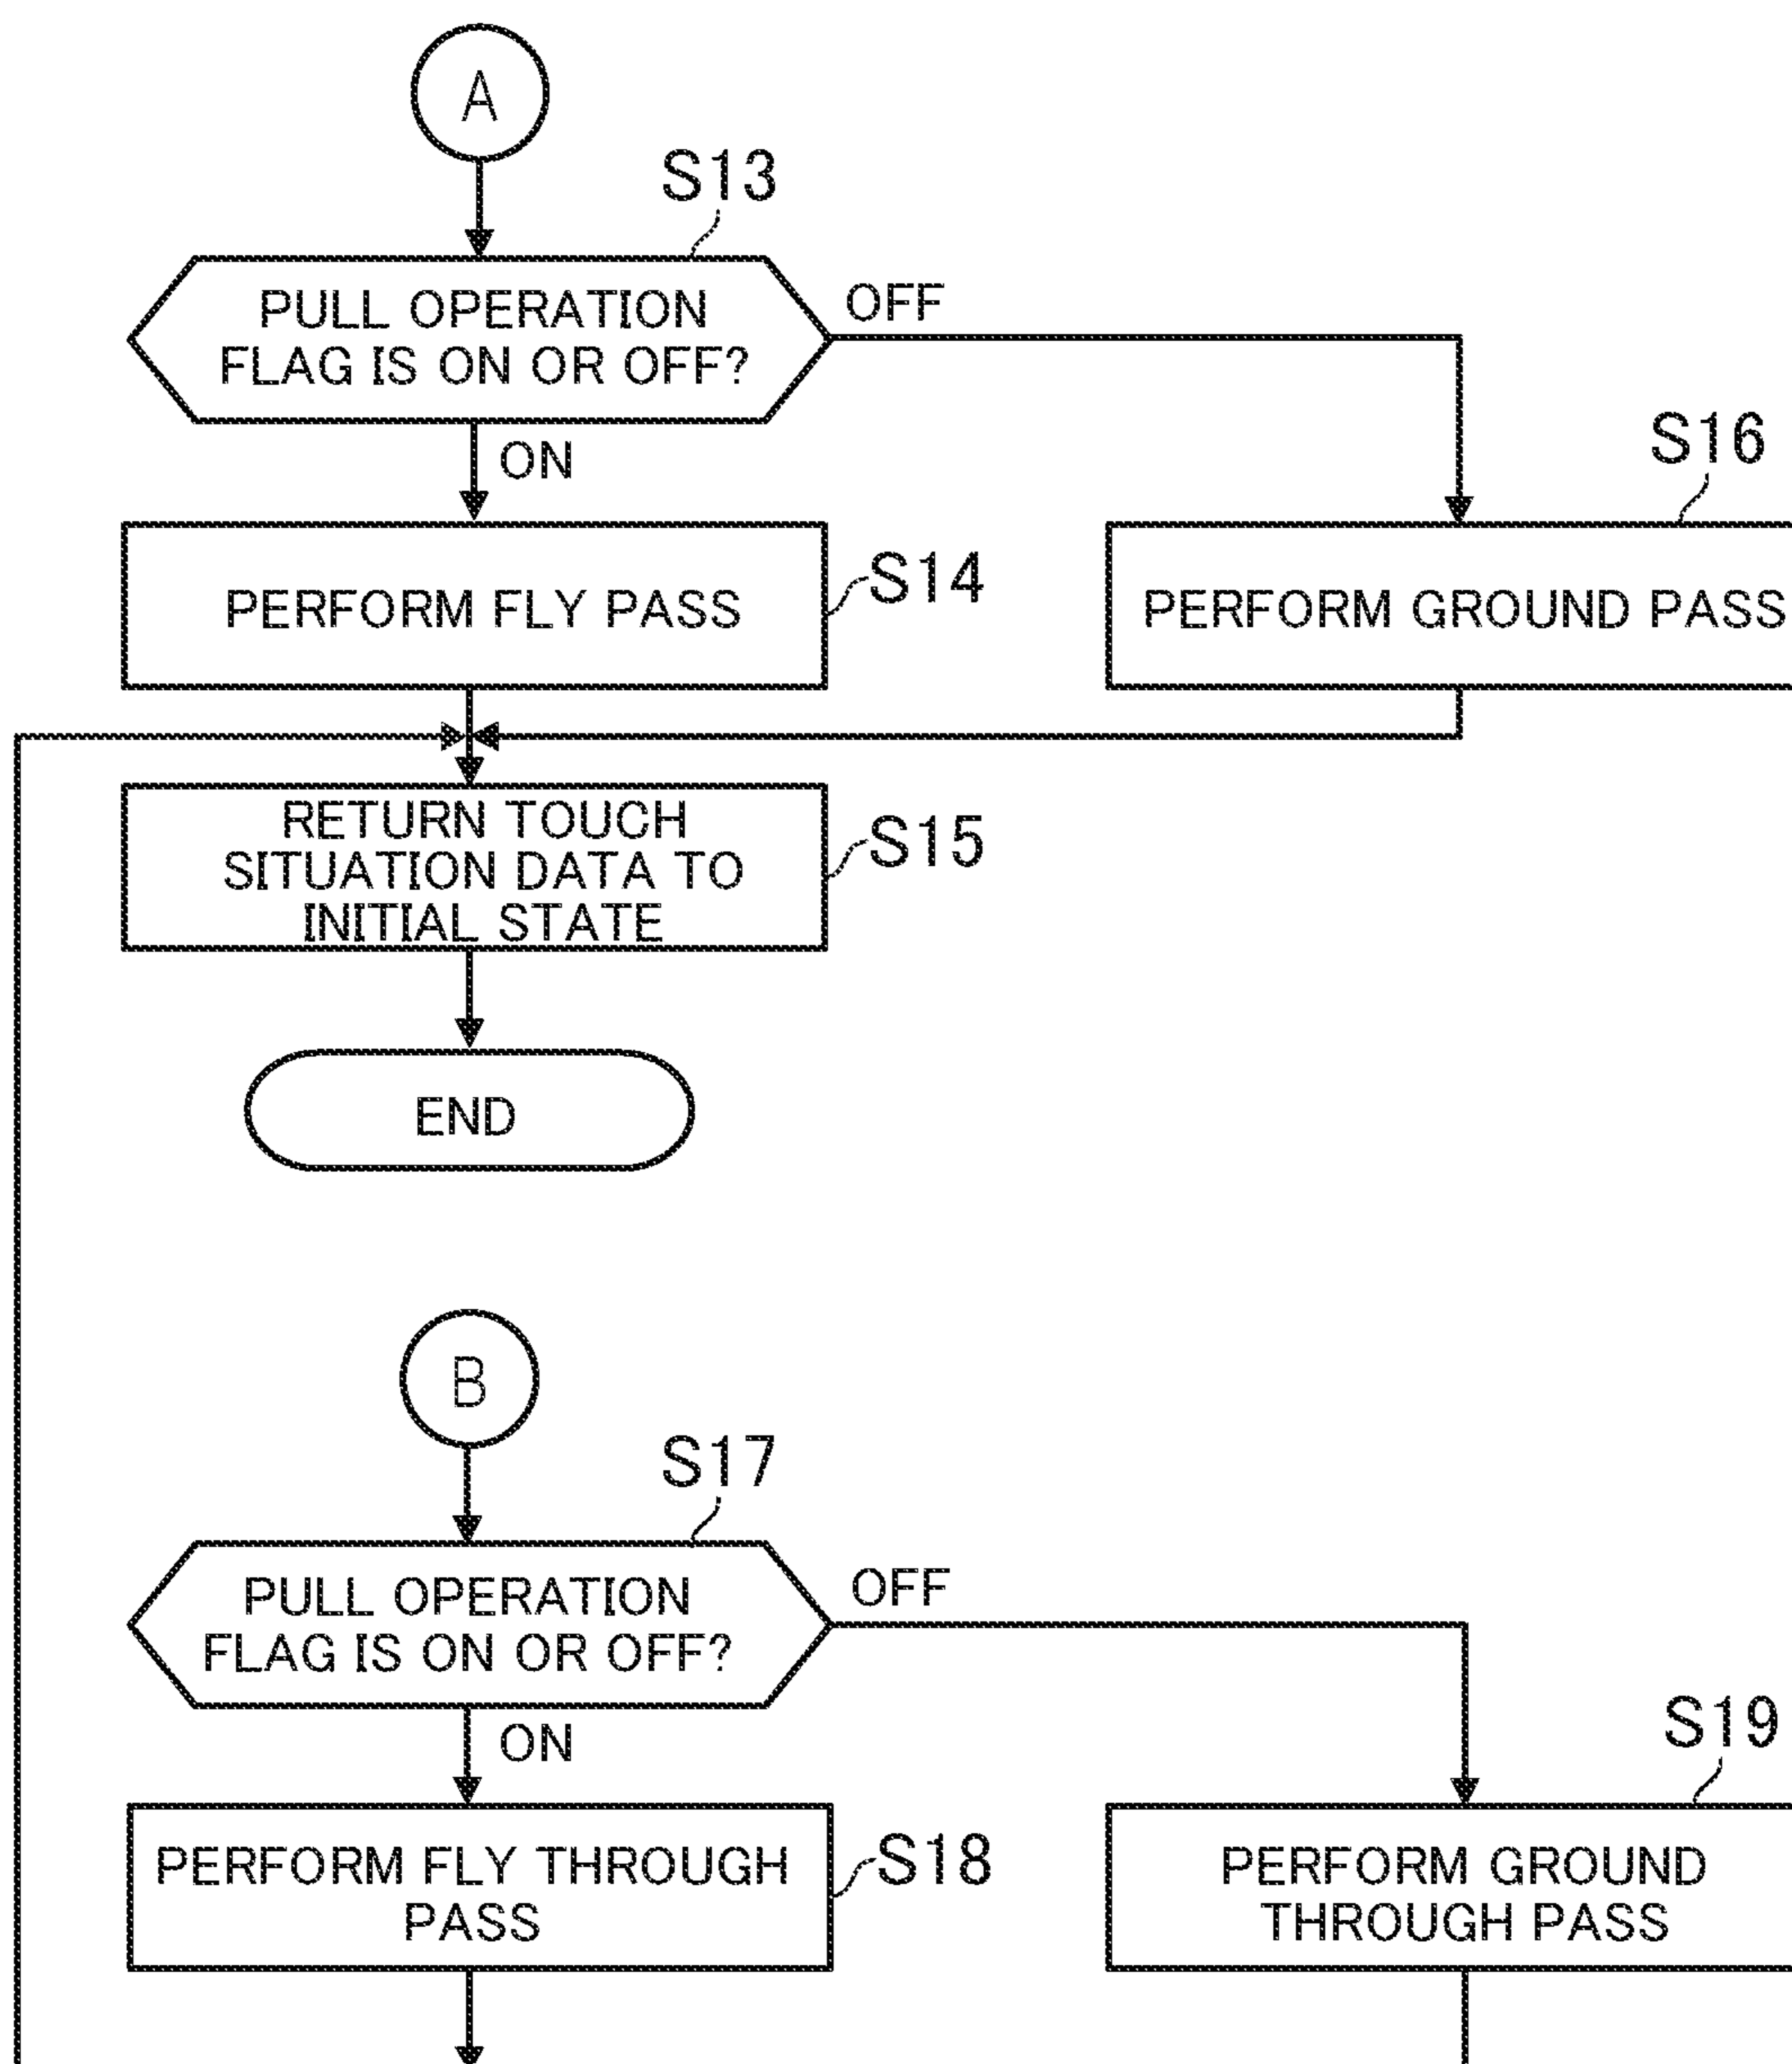 A
S13
PULL OPERATION
FLAG IS ON OR OFF?
OFF
ON
S16
PERFORM FLY PASS
S14
PERFORM GROUND PASS
RETURN TOUCH
SITUATION DATA TO
INITIAL STATE
S15
END
B
S17
PULL OPERATION
FLAG IS ON OR OFF?
OFF
ON
S19
PERFORM FLY THROUGH
PASS
S18
PERFORM GROUND
THROUGH PASS